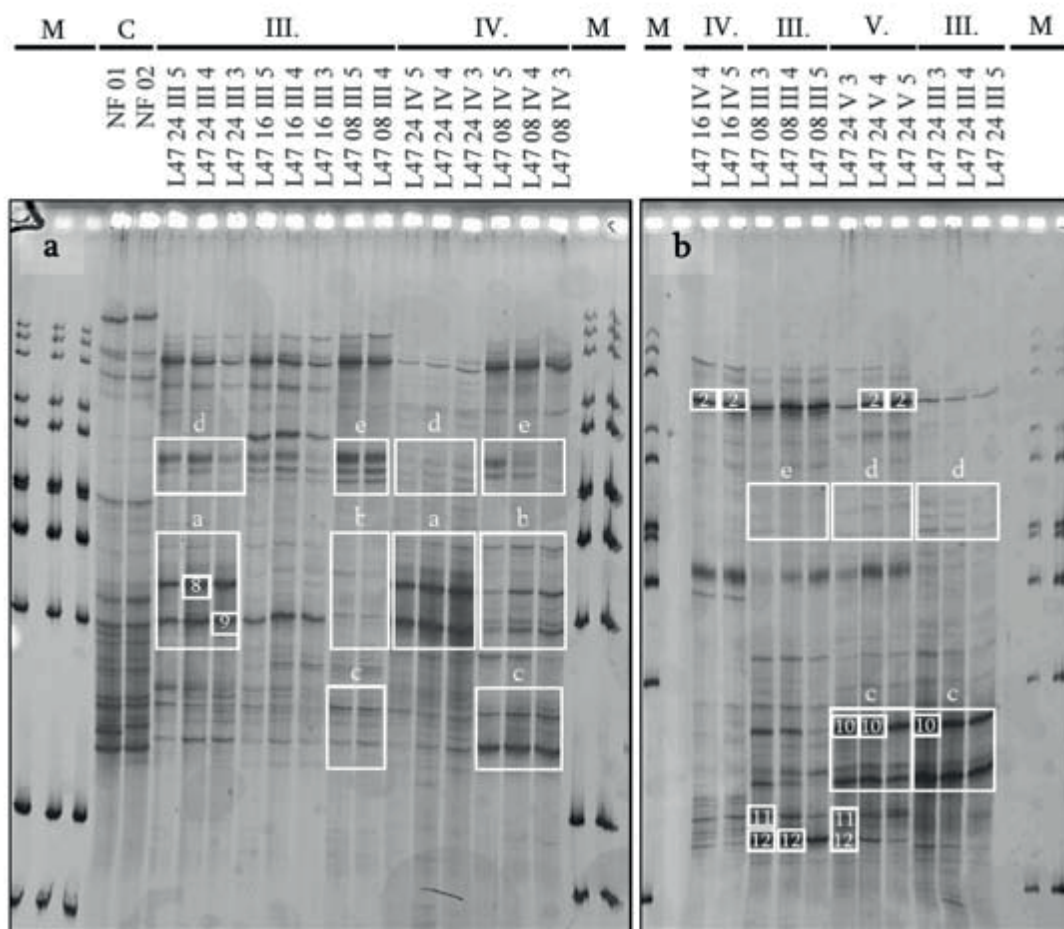 M C III. IV. M
NF 01
NF 02
L47 24 III 5
L47 24 III 4
L47 24 III 3
L47 16 III 5
L47 16 III 4
L47 16 III 3
L47 08 III 5
L47 08 III 4
L47 24 IV 5
L47 24 IV 4
L47 24 IV 3
L47 08 IV 5
L47 08 IV 4
L47 08 IV 3
a
d e d e
a b a b
8
9
c c
M IV. III. V. III. M
L47 16 IV 4
L47 16 IV 5
L47 08 III 3
L47 08 III 4
L47 08 III 5
L47 24 V 3
L47 24 V 4
L47 24 V 5
L47 24 III 3
L47 24 III 4
L47 24 III 5
b
2 2 2 2
e d d
c c
10 10 10
11 11
12 12 12